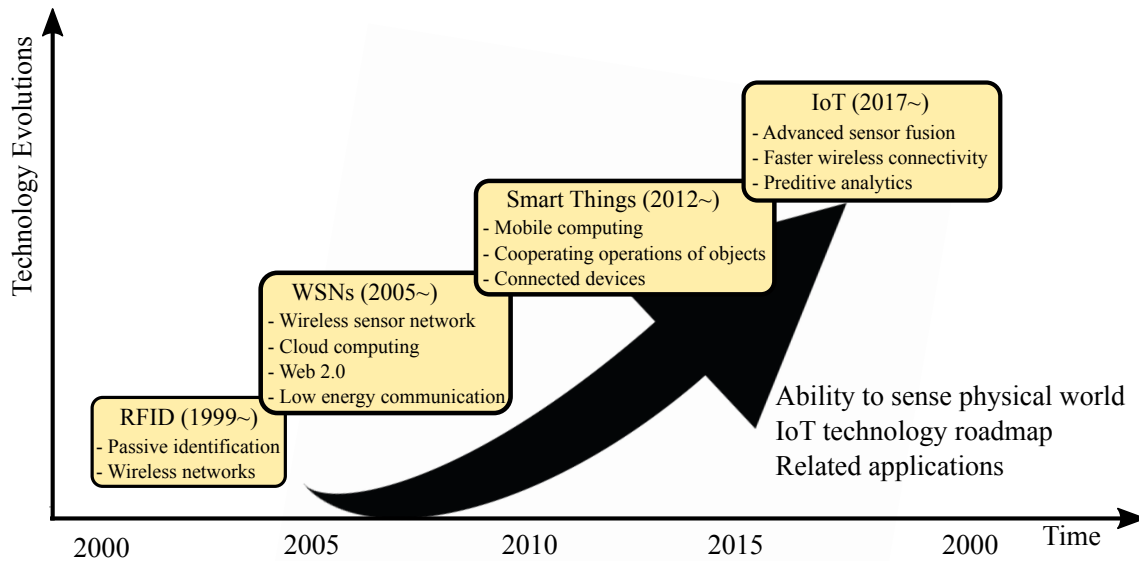 Technology Evolutions
IoT (2017~)
- Advanced sensor fusion
- Faster wireless connectivity
- Preditive analytics
Smart Things (2012~)
- Mobile computing
- Cooperating operations of objects
- Connected devices
WSNs (2005~)
- Wireless sensor network
- Cloud computing
- Web 2.0
- Low energy communication
RFID (1999~)
- Passive identification
- Wireless networks
Ability to sense physical world
IoT technology roadmap
Related applications
2000 2005 2010 2015 2000
Time